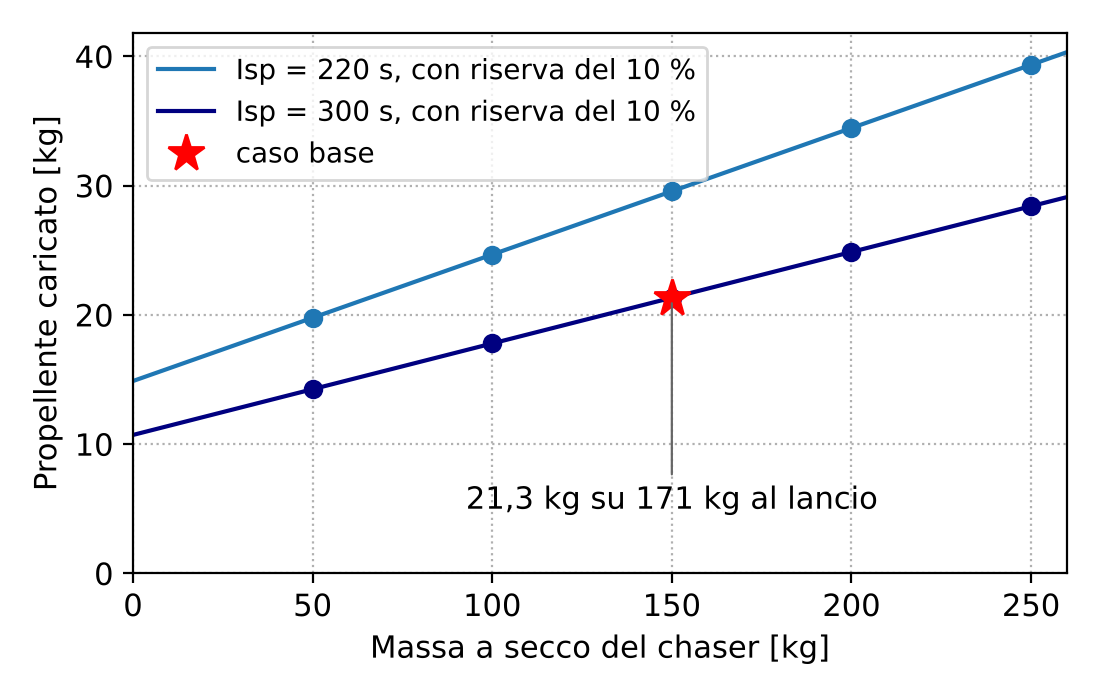 Isp = 220 s, con riserva del 10 %
Isp = 300 s, con riserva del 10 %
caso base
40
30
20
10
0
Propellente caricato [kg]
21,3 kg su 171 kg al lancio
0 50 100 150 200 250
Massa a secco del chaser [kg]